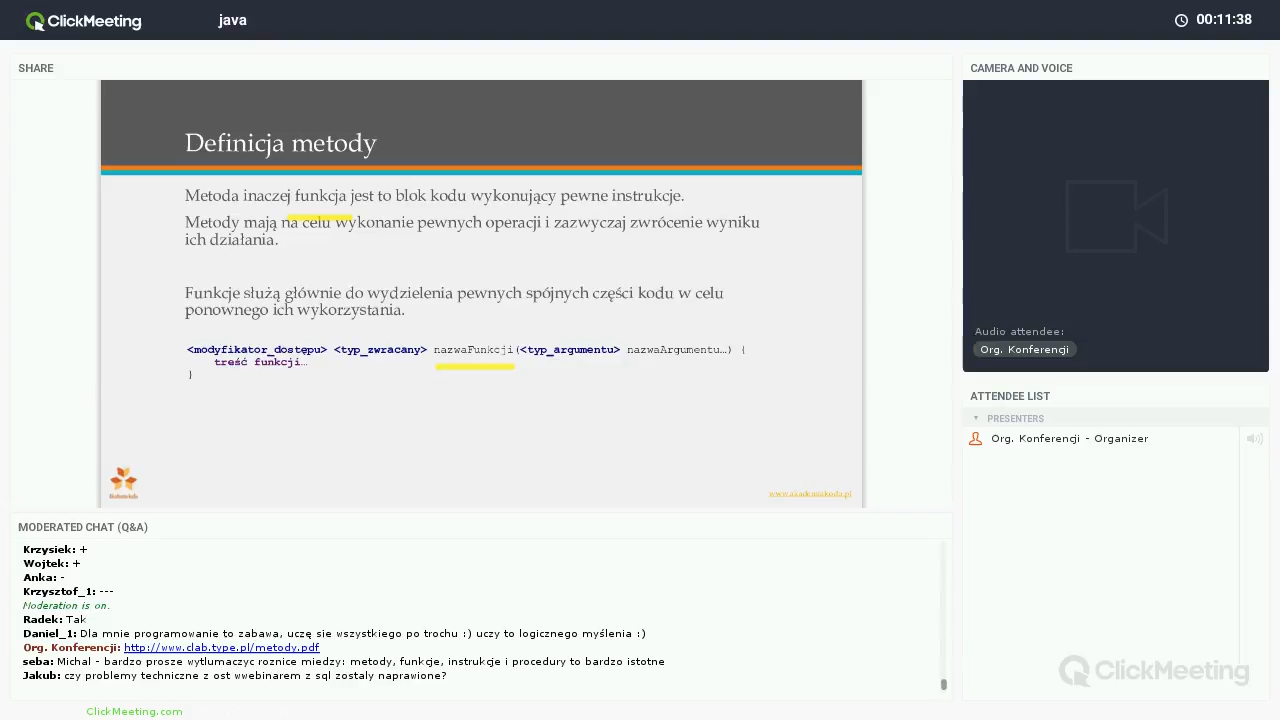 ClickMeeting
java
00:11:38
SHARE
Definicja metody
Metoda inaczej funkcja jest to blok kodu wykonujący pewne instrukcje.
Metody mają na celu wykonanie pewnych operacji i zazwyczaj zwrócenie wyniku
ich działania.
Funkcje służą głównie do wydzielenia pewnych spójnych części kodu w celu
ponownego ich wykorzystania.
<modyfikator_dostępu> <typ_zwracany> nazwaFunkcji(<typ_argumentu> nazwaArgumentu…) {
treść funkcji…
}
www.akademiakodu.pl
CAMERA AND VOICE
Audio attendee:
Org. Konferencji
ATTENDEE LIST
PRESENTERS
Org. Konferencji - Organizer
MODERATED CHAT (Q&A)
Krzysiek: +
Wojtek: +
Anka: -
Krzysztof_1: ---
Moderation is on.
Radek: Tak
Daniel_1: Dla mnie programowanie to zabawa, uczę sie wszystkiego po trochu :) uczy to logicznego myślenia :)
Org. Konferencji: http://www.clab.type.pl/metody.pdf
seba: Michal - bardzo prosze wytlumaczyc roznice miedzy: metody, funkcje, instrukcje i procedury to bardzo istotne
Jakub: czy problemy techniczne z ost wwebinarem z sql zostaly naprawione?
ClickMeeting
ClickMeeting.com